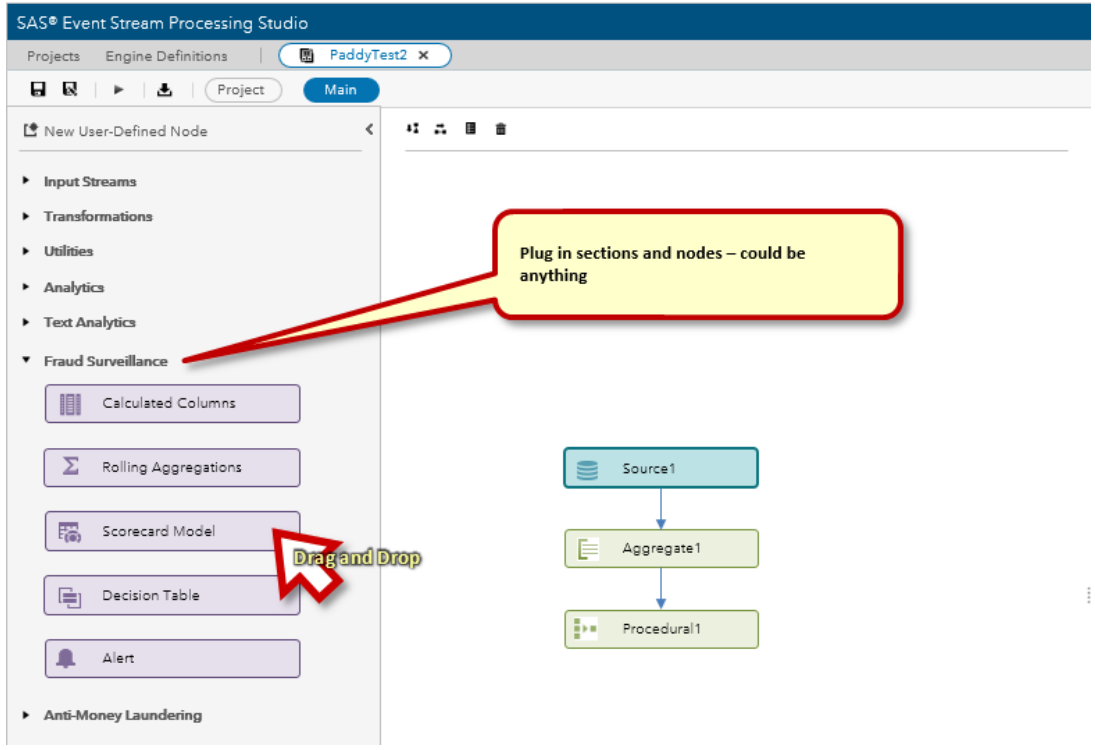 SAS® Event Stream Processing Studio
Projects Engine Definitions PaddyTest2
Project Main
New User-Defined Node
Input Streams
Transformations
Utilities
Analytics
Text Analytics
Fraud Surveillance
Calculated Columns
Rolling Aggregations
Scorecard Model
Decision Table
Alert
Anti-Money Laundering
Plug in sections and nodes – could be
anything
Drag and Drop
Source1
Aggregate1
Procedural1